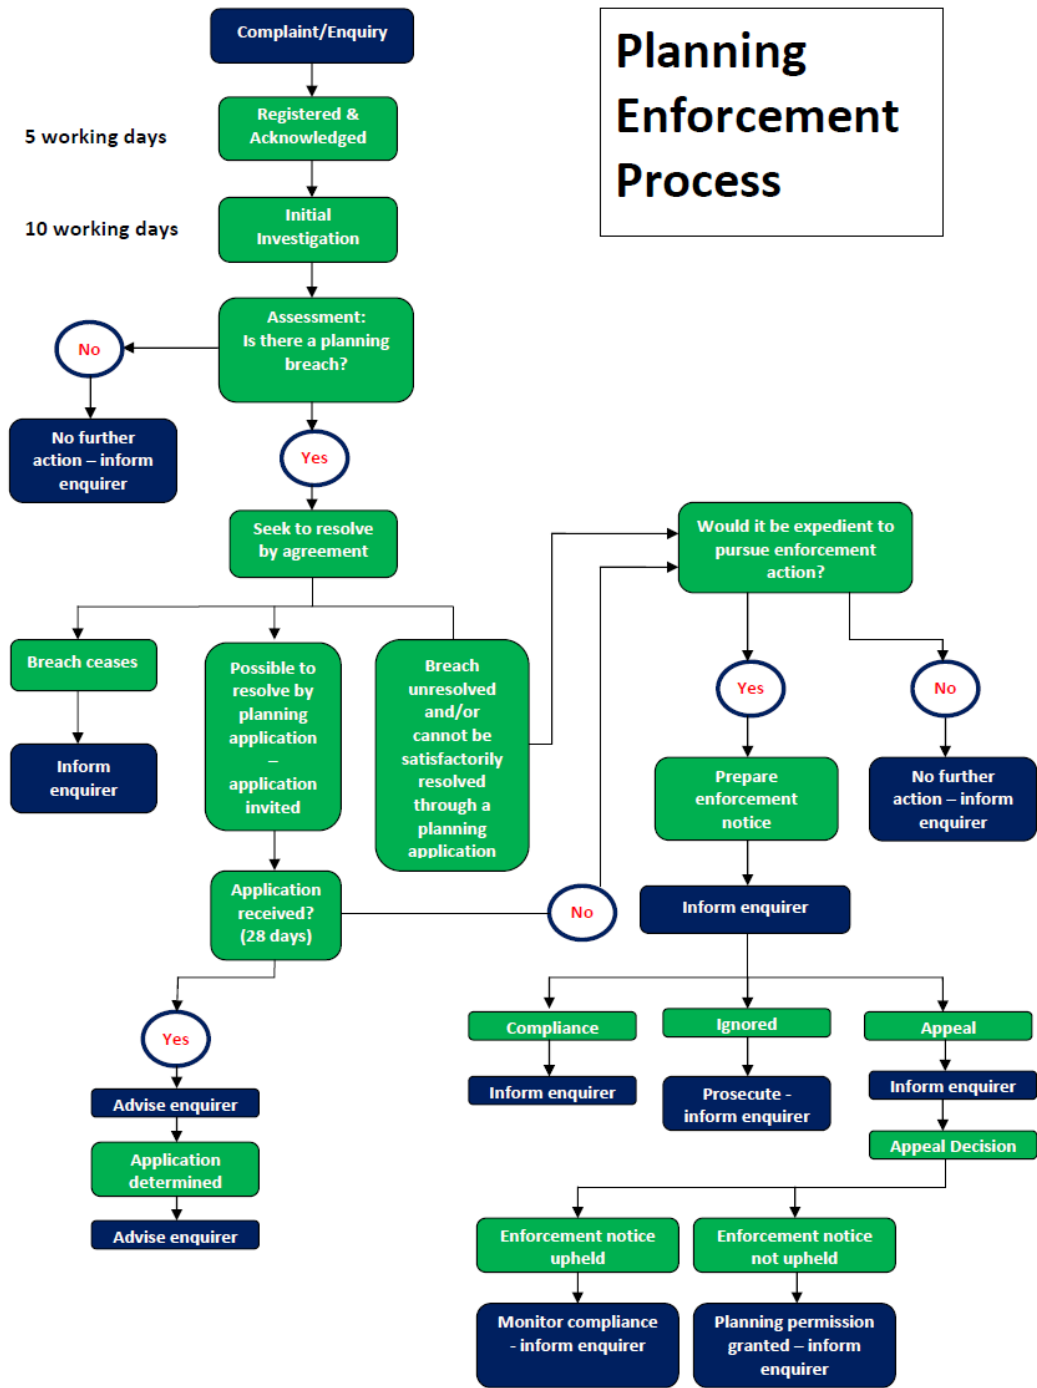 Complaint/Enquiry
Planning
Enforcement
Process
Registered &
Acknowledged
5 working days
Initial
Investigation
10 working days
Assessment:
Is there a planning
breach?
No
No further
action – inform
enquirer
Yes
Seek to resolve
by agreement
Would it be expedient to
pursue enforcement
action?
Breach ceases
Inform
enquirer
Possible to
resolve by
planning
application
–
application
invited
Breach
unresolved
and/or
cannot be
satisfactorily
resolved
through a
planning
application
Yes
No
Prepare
enforcement
notice
No further
action – inform
enquirer
Application
received?
(28 days)
No
Inform enquirer
Yes
Advise enquirer
Application
determined
Advise enquirer
Compliance
Inform enquirer
Ignored
Prosecute -
inform enquirer
Appeal
Inform enquirer
Appeal Decision
Enforcement notice
upheld
Enforcement notice
not upheld
Monitor compliance
- inform enquirer
Planning permission
granted – inform
enquirer